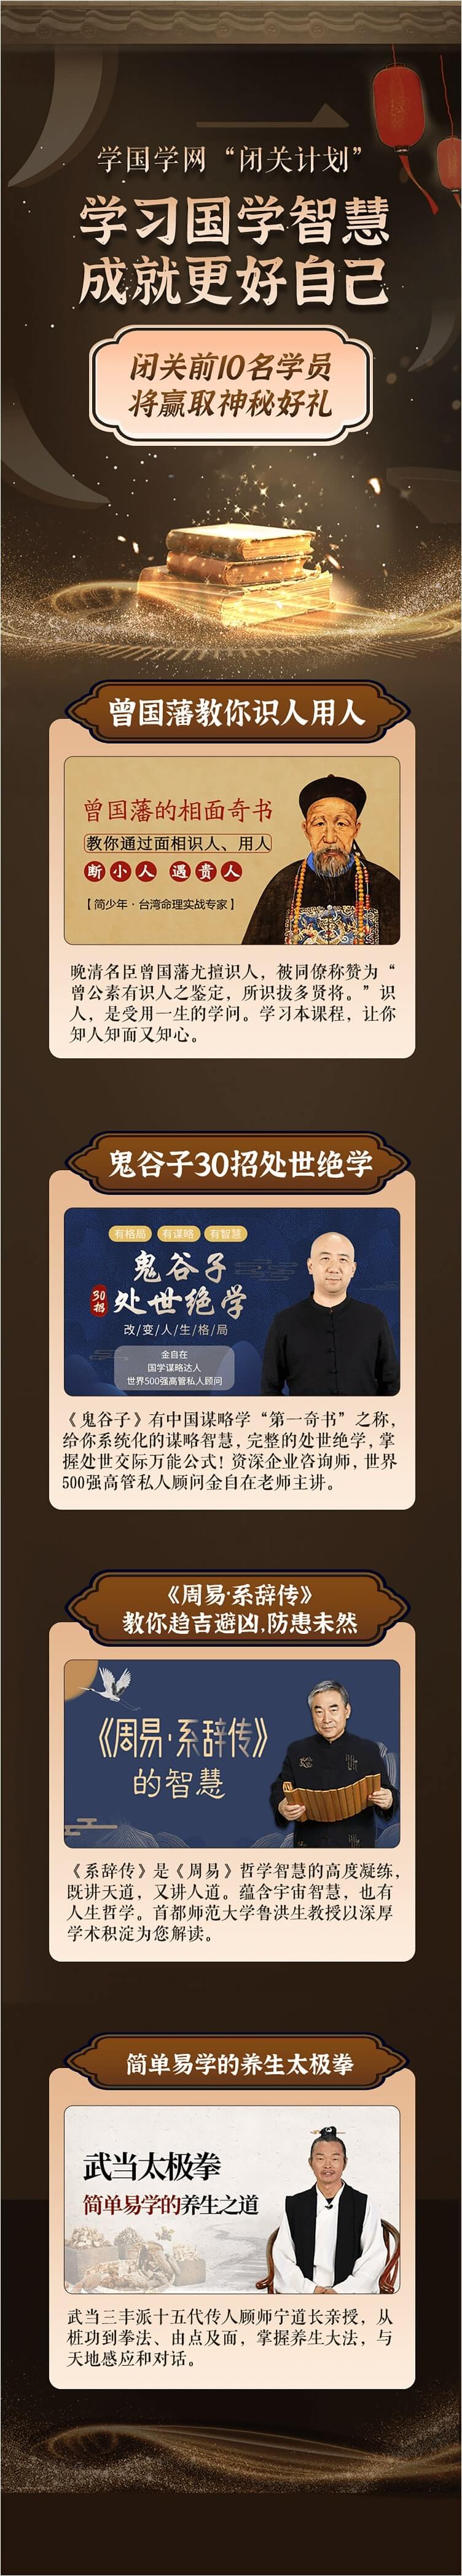 学国学网“闭关计划”
学习国学智慧
成就更好自己
闭关前10名学员
将赢取神秘好礼
曾国藩教你识人用人
曾国藩的相面奇书
教你通过面相识人、用人
断小人 遇贵人
【简少年·台湾命理实战专家】
晚清名臣曾国藩尤擅识人，被同僚称赞为“
曾公素有识人之鉴定，所识拔多贤将。”识
人，是受用一生的学问。学习本课程，让你
知人知面又知心。
鬼谷子30招处世绝学
有格局 有谋略 有智慧
鬼谷子
30招
处世绝学
改/变/人/生/格/局
金自在
国学谋略达人
世界500强高管私人顾问
《鬼谷子》有中国谋略学“第一奇书”之称，
给你系统化的谋略智慧，完整的处世绝学，掌
握处世交际万能公式！资深企业咨询师，世界
500强高管私人顾问金自在老师主讲。
《周易·系辞传》
教你趋吉避凶,防患未然
《周易·系辞传》
的智慧
《系辞传》是《周易》哲学智慧的高度凝练，
既讲天道，又讲人道。蕴含宇宙智慧，也有
人生哲学。首都师范大学鲁洪生教授以深厚
学术积淀为您解读。
简单易学的养生太极拳
武当太极拳
简单易学的养生之道
武当三丰派十五代传人顾师宁道长亲授，从
桩功到拳法、由点及面，掌握养生大法，与
天地感应和对话。